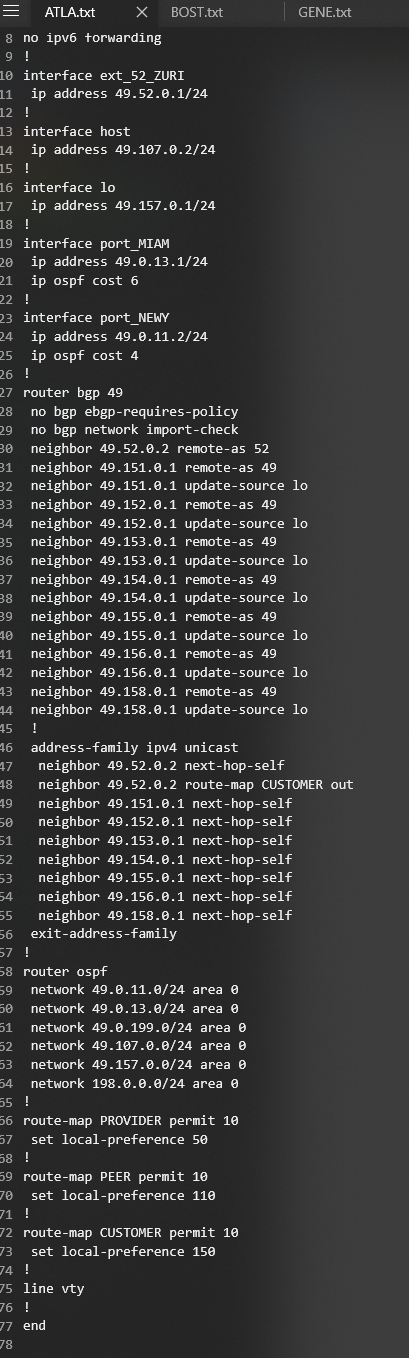 ATLA.txt BOST.txt GENE.txt
8 no ipv6 forwarding
9 !
10 interface ext_52_ZURI
11 ip address 49.52.0.1/24
12 !
13 interface host
14 ip address 49.107.0.2/24
15 !
16 interface lo
17 ip address 49.157.0.1/24
18 !
19 interface port_MIAM
20 ip address 49.0.13.1/24
21 ip ospf cost 6
22 !
23 interface port_NEWY
24 ip address 49.0.11.2/24
25 ip ospf cost 4
26 !
27 router bgp 49
28 no bgp ebgp-requires-policy
29 no bgp network import-check
30 neighbor 49.52.0.2 remote-as 52
31 neighbor 49.151.0.1 remote-as 49
32 neighbor 49.151.0.1 update-source lo
33 neighbor 49.152.0.1 remote-as 49
34 neighbor 49.152.0.1 update-source lo
35 neighbor 49.153.0.1 remote-as 49
36 neighbor 49.153.0.1 update-source lo
37 neighbor 49.154.0.1 remote-as 49
38 neighbor 49.154.0.1 update-source lo
39 neighbor 49.155.0.1 remote-as 49
40 neighbor 49.155.0.1 update-source lo
41 neighbor 49.156.0.1 remote-as 49
42 neighbor 49.156.0.1 update-source lo
43 neighbor 49.158.0.1 remote-as 49
44 neighbor 49.158.0.1 update-source lo
45 !
46 address-family ipv4 unicast
47 neighbor 49.52.0.2 next-hop-self
48 neighbor 49.52.0.2 route-map CUSTOMER out
49 neighbor 49.151.0.1 next-hop-self
50 neighbor 49.152.0.1 next-hop-self
51 neighbor 49.153.0.1 next-hop-self
52 neighbor 49.154.0.1 next-hop-self
53 neighbor 49.155.0.1 next-hop-self
54 neighbor 49.156.0.1 next-hop-self
55 neighbor 49.158.0.1 next-hop-self
56 exit-address-family
57 !
58 router ospf
59 network 49.0.11.0/24 area 0
60 network 49.0.13.0/24 area 0
61 network 49.0.199.0/24 area 0
62 network 49.107.0.0/24 area 0
63 network 49.157.0.0/24 area 0
64 network 198.0.0.0/24 area 0
65 !
66 route-map PROVIDER permit 10
67 set local-preference 50
68 !
69 route-map PEER permit 10
70 set local-preference 110
71 !
72 route-map CUSTOMER permit 10
73 set local-preference 150
74 !
75 line vty
76 !
77 end
78